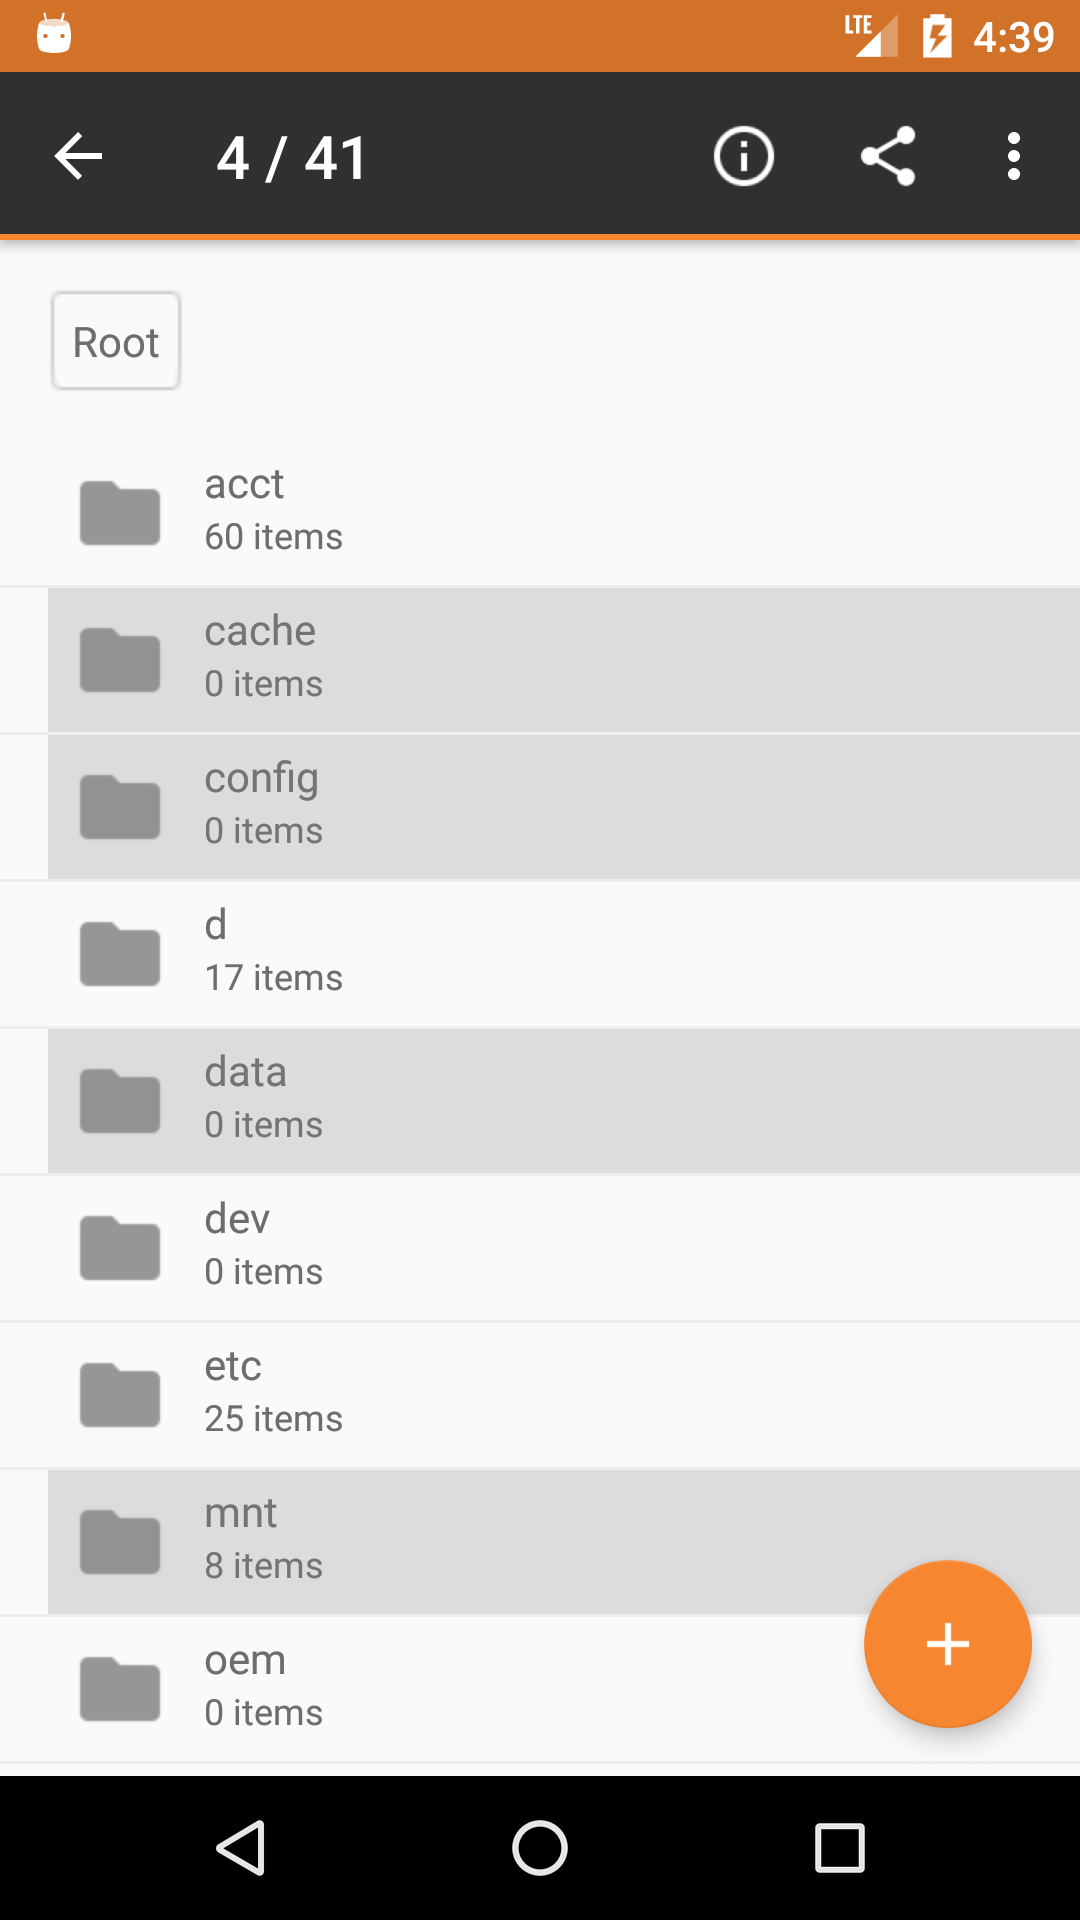 LTE 4:39
4 / 41
Root
acct
60 items
cache
0 items
config
0 items
d
17 items
data
0 items
dev
0 items
etc
25 items
mnt
8 items
oem
0 items